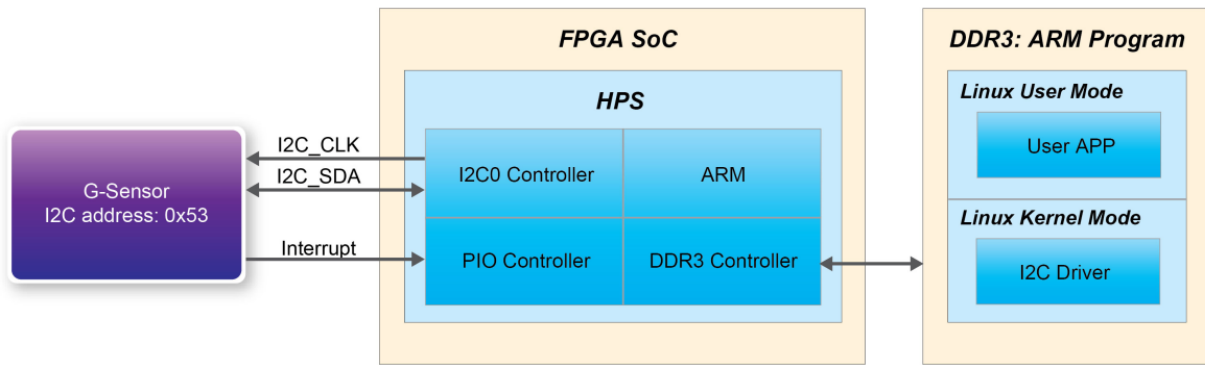 G-Sensor
I2C address: 0x53
I2C_CLK
I2C_SDA
Interrupt
FPGA SoC
HPS
I2C0 Controller
ARM
PIO Controller
DDR3 Controller
DDR3: ARM Program
Linux User Mode
User APP
Linux Kernel Mode
I2C Driver